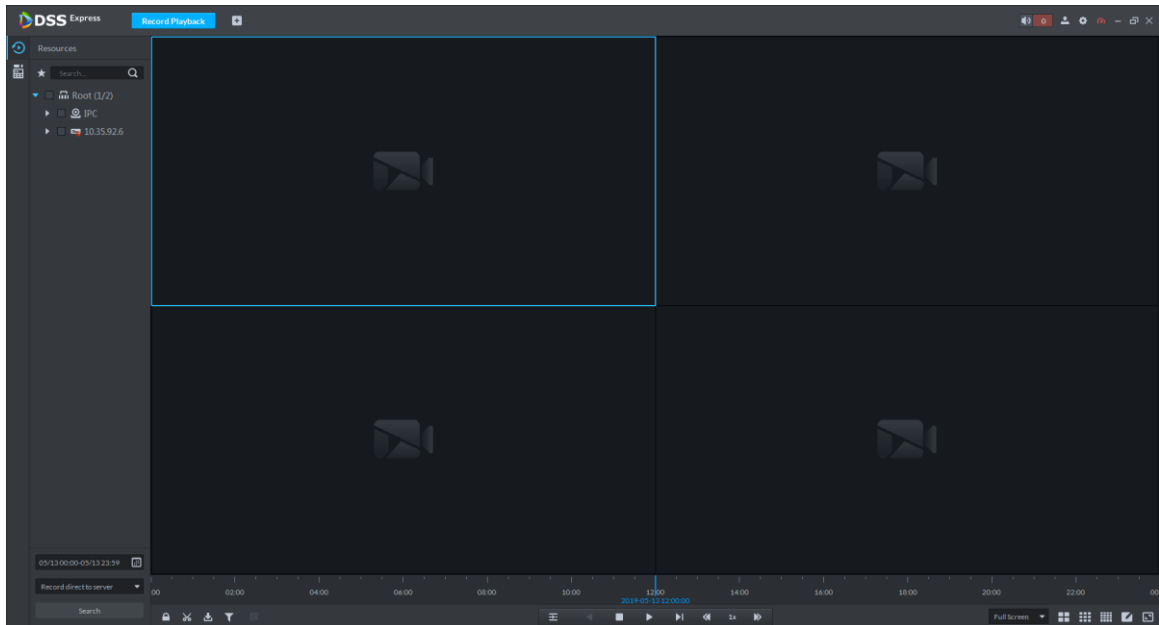 DSS Express Record Playback 0
Resources
Search...
Root (1/2)
IPC
10.35.92.6
05/13 00:00-05/13 23:59
Record direct to server
Search
00 02:00 04:00 06:00 08:00 10:00 12:00 14:00 16:00 18:00 20:00 22:00 00
2019-05-13 12:00:00
1x Full Screen